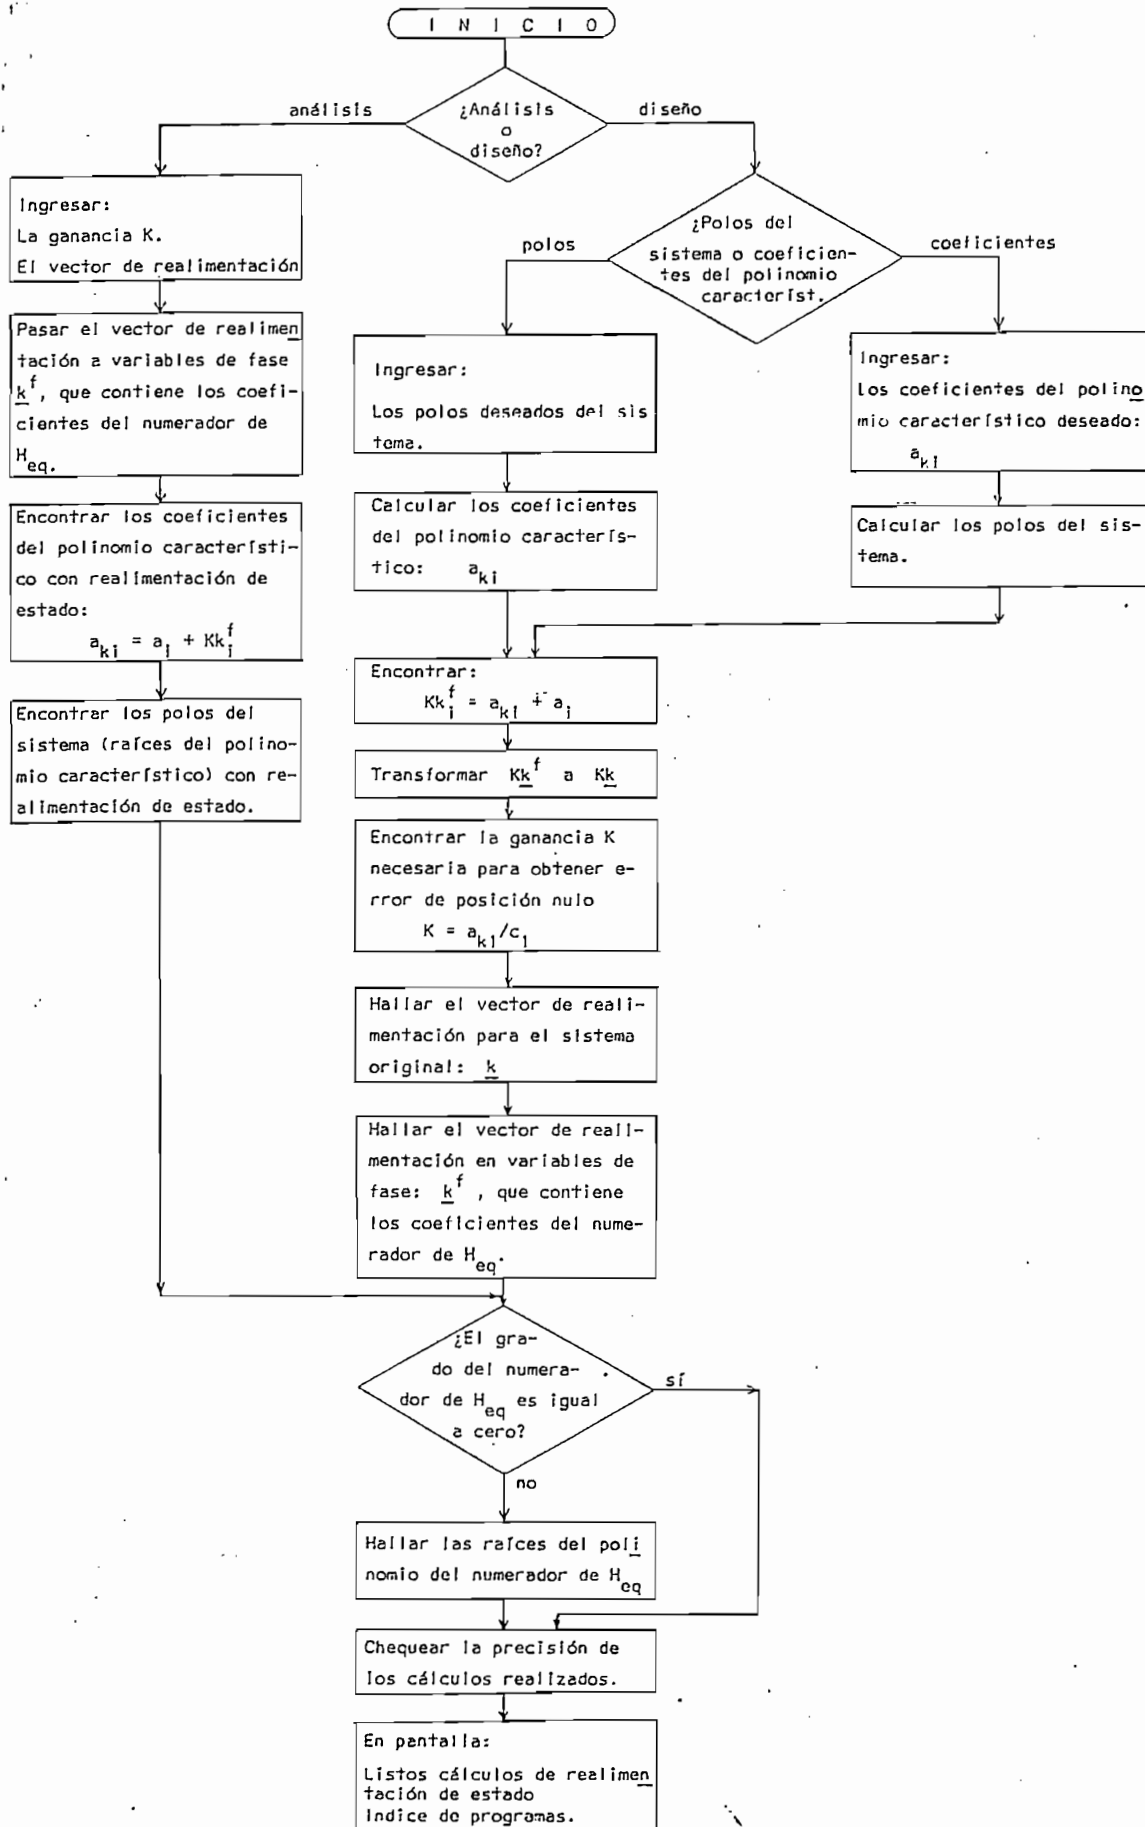 I N I C I O
¿Análisis
o
diseño?
análisis
diseño
Ingresar:
La ganancia K.
El vector de realimentación
Pasar el vector de realimen
tación a variables de fase
k^f, que contiene los coefi-
cientes del numerador de
H_eq.
Encontrar los coeficientes
del polinomio característi-
co con realimentación de
estado:
a_ki = a_i + Kk_i^f
Encontrar los polos del
sistema (raíces del polino-
mio característico) con re-
alimentación de estado.
¿Polos del
sistema o coeficien-
tes del polinomio
característ.
polos
coeficientes
Ingresar:
Los polos deseados del sis
tema.
Calcular los coeficientes
del polinomio caracterís-
tico: a_ki
Ingresar:
Los coeficientes del polino
mio característico deseado:
a_ki
Calcular los polos del sis-
tema.
Encontrar:
Kk_i^f = a_ki + a_i
Transformar Kk^f a Kk
Encontrar la ganancia K
necesaria para obtener e-
rror de posición nulo
K = a_k1/c_1
Hallar el vector de reali-
mentación para el sistema
original: k
Hallar el vector de reali-
mentación en variables de
fase: k^f , que contiene
los coeficientes del nume-
rador de H_eq.
¿El gra-
do del numera-
dor de H_eq es igual
a cero?
sí
no
Hallar las raíces del poli
nomio del numerador de H_eq
Chequear la precisión de
los cálculos realizados.
En pantalla:
Listos cálculos de realimen
tación de estado
Indice de programas.